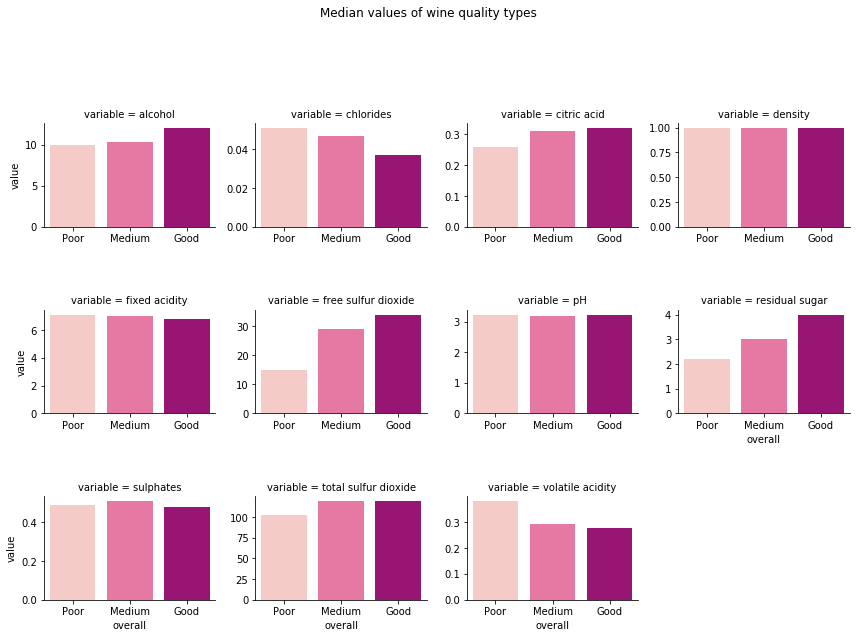 Median values of wine quality types
variable = alcohol
variable = chlorides
variable = citric acid
variable = density
value
10
5
0
Poor Medium Good
0.04
0.02
0.00
Poor Medium Good
0.3
0.2
0.1
0.0
Poor Medium Good
1.00
0.75
0.50
0.25
0.00
Poor Medium Good
variable = fixed acidity
variable = free sulfur dioxide
variable = pH
variable = residual sugar
value
6
4
2
0
Poor Medium Good
30
20
10
0
Poor Medium Good
3
2
1
0
Poor Medium Good
4
3
2
1
0
Poor Medium Good
overall
variable = sulphates
variable = total sulfur dioxide
variable = volatile acidity
value
0.4
0.2
0.0
Poor Medium Good
overall
100
75
50
25
0
Poor Medium Good
overall
0.3
0.2
0.1
0.0
Poor Medium Good
overall